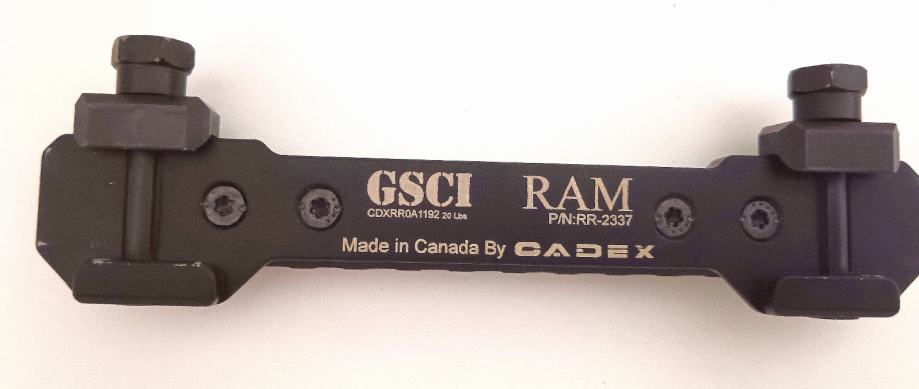 GSCI RAM
CDXRR0A1192 20 Lbs P/N:RR-2337
Made in Canada By CADEX